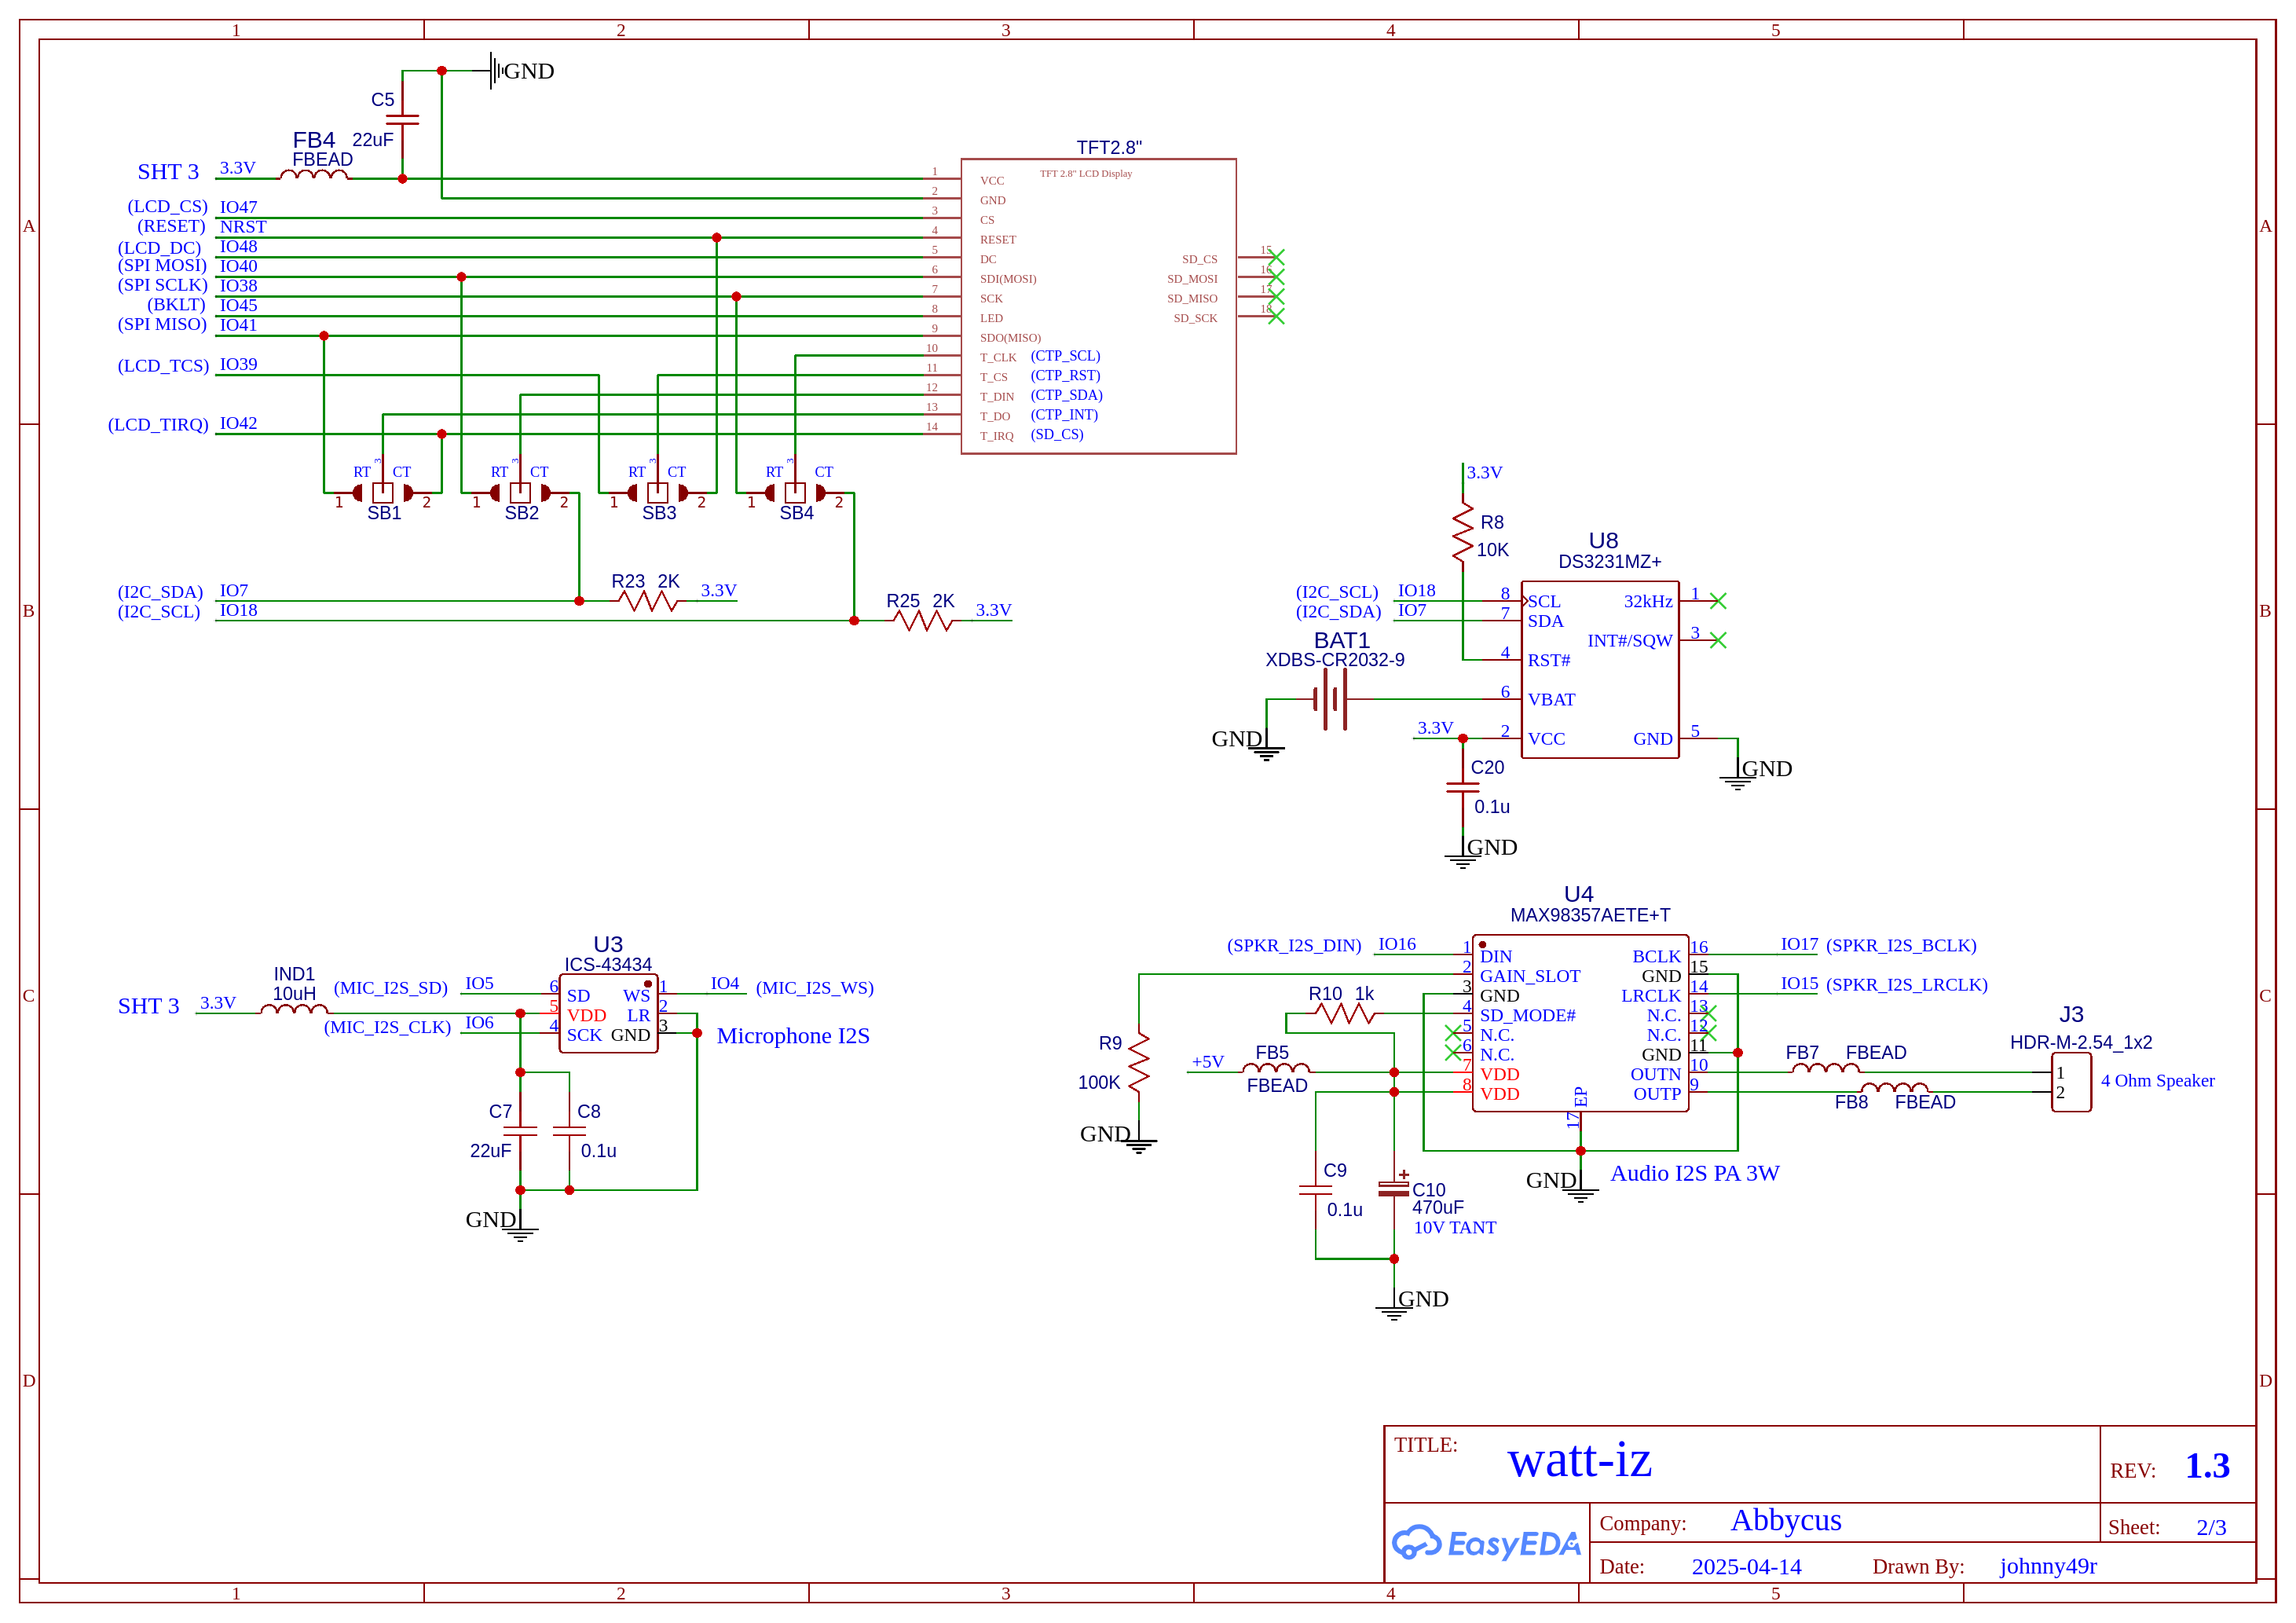 1 2 3 4 5
GND
C5
22uF
FB4
FBEAD
SHT 3 3.3V
(LCD_CS) IO47
(RESET) NRST
(LCD_DC) IO48
(SPI MOSI) IO40
(SPI SCLK) IO38
(BKLT) IO45
(SPI MISO) IO41
(LCD_TCS) IO39
(LCD_TIRQ) IO42
TFT2.8"
TFT 2.8" LCD Display
1 VCC
2 GND
3 CS
4 RESET
5 DC
6 SDI(MOSI)
7 SCK
8 LED
9 SDO(MISO)
10 T_CLK (CTP_SCL)
11 T_CS (CTP_RST)
12 T_DIN (CTP_SDA)
13 T_DO (CTP_INT)
14 T_IRQ (SD_CS)
SD_CS 15
SD_MOSI 16
SD_MISO 17
SD_SCK 18
A A
RT 3 CT
1 2
SB1
RT 3 CT
1 2
SB2
RT 3 CT
1 2
SB3
RT 3 CT
1 2
SB4
(I2C_SDA) IO7
R23 2K 3.3V
(I2C_SCL) IO18
R25 2K 3.3V
B B
3.3V
R8
10K
U8
DS3231MZ+
(I2C_SCL) IO18 8 SCL
(I2C_SDA) IO7 7 SDA
4 RST#
6 VBAT
3.3V 2 VCC
32kHz 1
INT#/SQW 3
GND 5
GND
BAT1
XDBS-CR2032-9
GND
C20
0.1u
GND
U3
ICS-43434
SHT 3 3.3V
IND1
10uH
(MIC_I2S_SD) IO5 6 SD
5 VDD
(MIC_I2S_CLK) IO6 4 SCK
WS 1 IO4 (MIC_I2S_WS)
LR 2
GND 3
Microphone I2S
C7
22uF
C8
0.1u
GND
C C
U4
MAX98357AETE+T
(SPKR_I2S_DIN) IO16 1 DIN
2 GAIN_SLOT
3 GND
R10 1k 4 SD_MODE#
5 N.C.
6 N.C.
7 VDD
8 VDD
BCLK 16 IO17 (SPKR_I2S_BCLK)
GND 15
LRCLK 14 IO15 (SPKR_I2S_LRCLK)
N.C. 13
N.C. 12
GND 11
OUTN 10
OUTP 9
EP 17
R9
100K
GND
+5V FB5
FBEAD
FB7 FBEAD
FB8 FBEAD
J3
HDR-M-2.54_1x2
1
2
4 Ohm Speaker
GND
Audio I2S PA 3W
C9
0.1u
+
C10
470uF
10V TANT
GND
D D
TITLE: watt-iz
REV: 1.3
EasyEDA
Company: Abbycus
Sheet: 2/3
Date: 2025-04-14
Drawn By: johnny49r
1 2 3 4 5